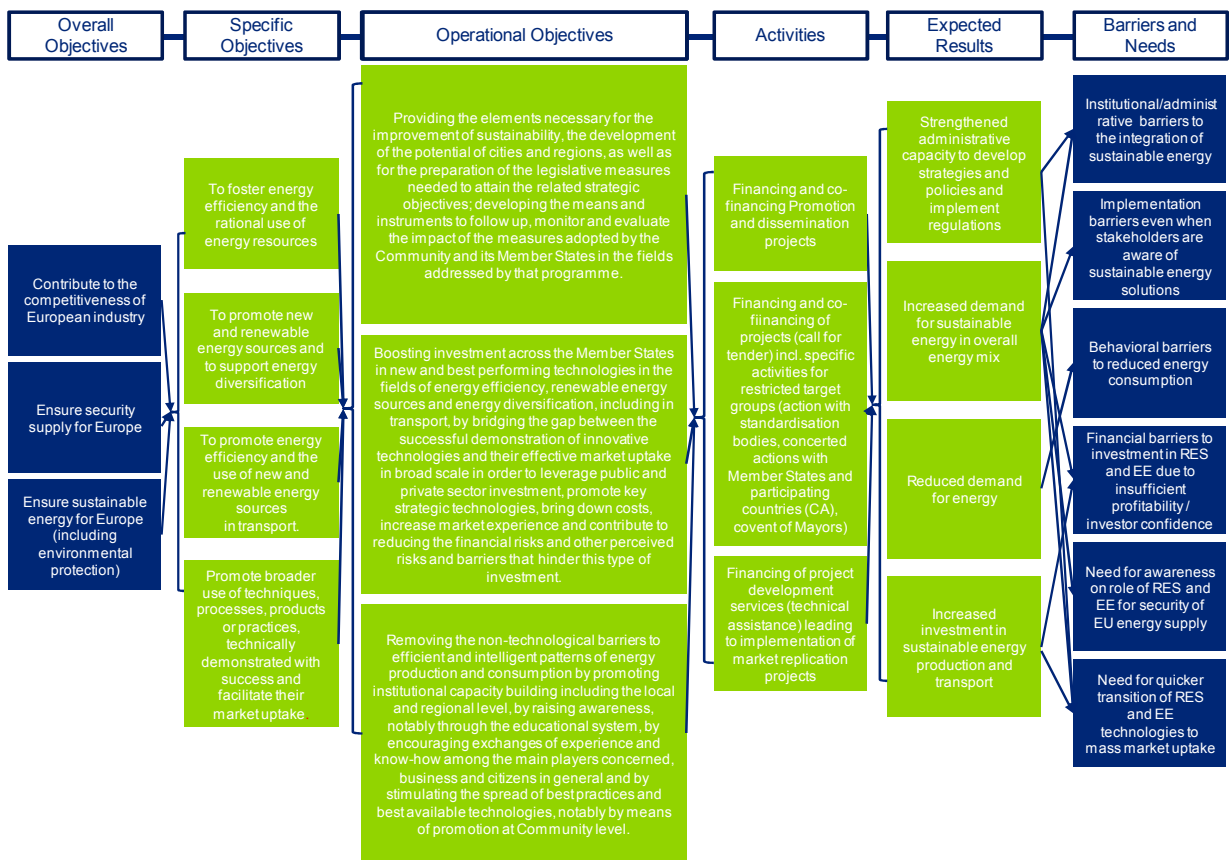 Overall
Objectives
Specific
Objectives
Operational Objectives
Activities
Expected
Results
Barriers and
Needs
Contribute to the
competitiveness of
European industry
Ensure security
supply for Europe
Ensure sustainable
energy for Europe
(including
environmental
protection)
To foster energy
efficiency and the
rational use of
energy resources
To promote new
and renewable
energy sources and
to support energy
diversification
To promote energy
efficiency and the
use of new and
renewable energy
sources
in transport.
Promote broader
use of techniques,
processes, products
or practices,
technically
demonstrated with
success and
facilitate their
market uptake.
Providing the elements necessary for the
improvement of sustainability, the development
of the potential of cities and regions, as well as
for the preparation of the legislative measures
needed to attain the related strategic
objectives; developing the means and
instruments to follow up, monitor and evaluate
the impact of the measures adopted by the
Community and its Member States in the fields
addressed by that programme.
Boosting investment across the Member States
in new and best performing technologies in the
fields of energy efficiency, renewable energy
sources and energy diversification, including in
transport, by bridging the gap between the
successful demonstration of innovative
technologies and their effective market uptake
in broad scale in order to leverage public and
private sector investment, promote key
strategic technologies, bring down costs,
increase market experience and contribute to
reducing the financial risks and other perceived
risks and barriers that hinder this type of
investment.
Removing the non-technological barriers to
efficient and intelligent patterns of energy
production and consumption by promoting
institutional capacity building including the local
and regional level, by raising awareness,
notably through the educational system, by
encouraging exchanges of experience and
know-how among the main players concerned,
business and citizens in general and by
stimulating the spread of best practices and
best available technologies, notably by means
of promotion at Community level.
Financing and co-
financing Promotion
and dissemination
projects
Financing and co-
fiinancing of
projects (call for
tender) incl. specific
activities for
restricted target
groups (action with
standardisation
bodies, concerted
actions with
Member States and
participating
countries (CA),
covent of Mayors)
Financing of project
development
services (technical
assistance) leading
to implementation of
market replication
projects
Strengthened
administrative
capacity to develop
strategies and
policies and
implement
regulations
Increased demand
for sustainable
energy in overall
energy mix
Reduced demand
for energy
Increased
investment in
sustainable energy
production and
transport
Institutional/administ
rative barriers to
the integration of
sustainable energy
Implementation
barriers even when
stakeholders are
aware of
sustainable energy
solutions
Behavioral barriers
to reduced energy
consumption
Financial barriers to
investment in RES
and EE due to
insufficient
profitability /
investor confidence
Need for awareness
on role of RES and
EE for security of
EU energy supply
Need for quicker
transition of RES
and EE
technologies to
mass market uptake